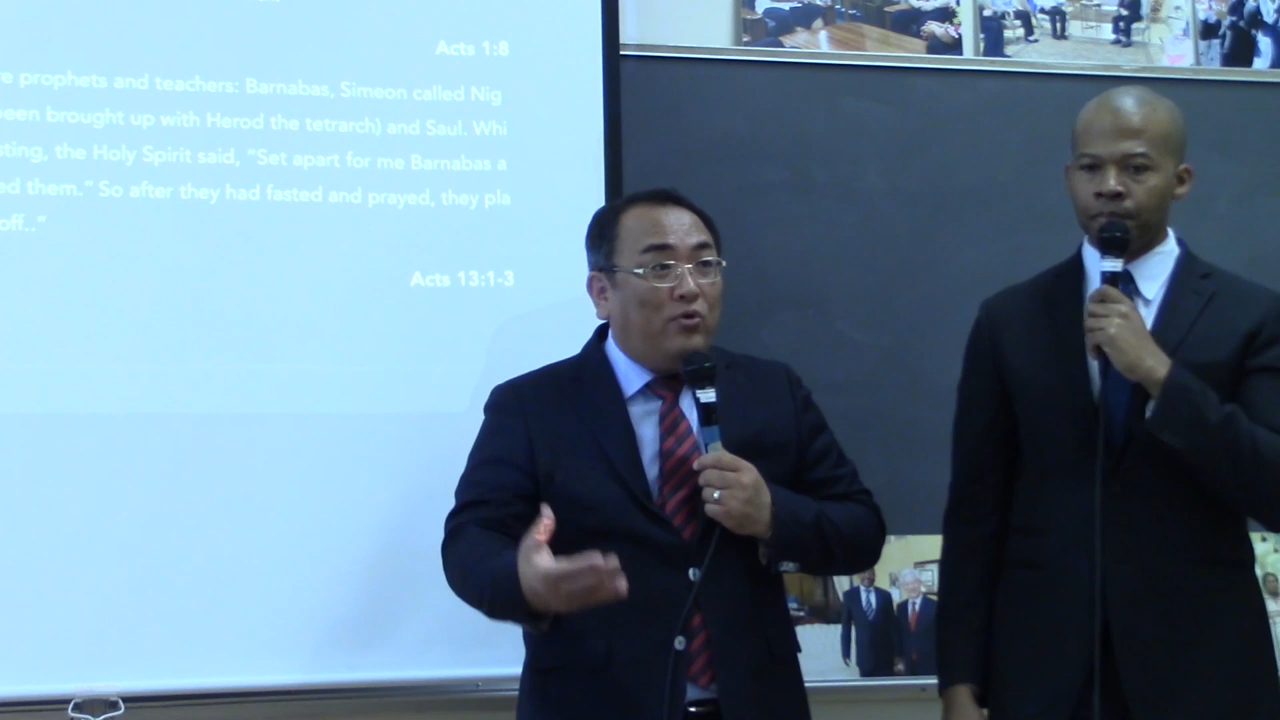 Acts 1:8
re prophets and teachers: Barnabas, Simeon called Nig
been brought up with Herod the tetrarch) and Saul. Whi
sting, the Holy Spirit said, “Set apart for me Barnabas a
ed them.” So after they had fasted and prayed, they pla
off..”
Acts 13:1-3